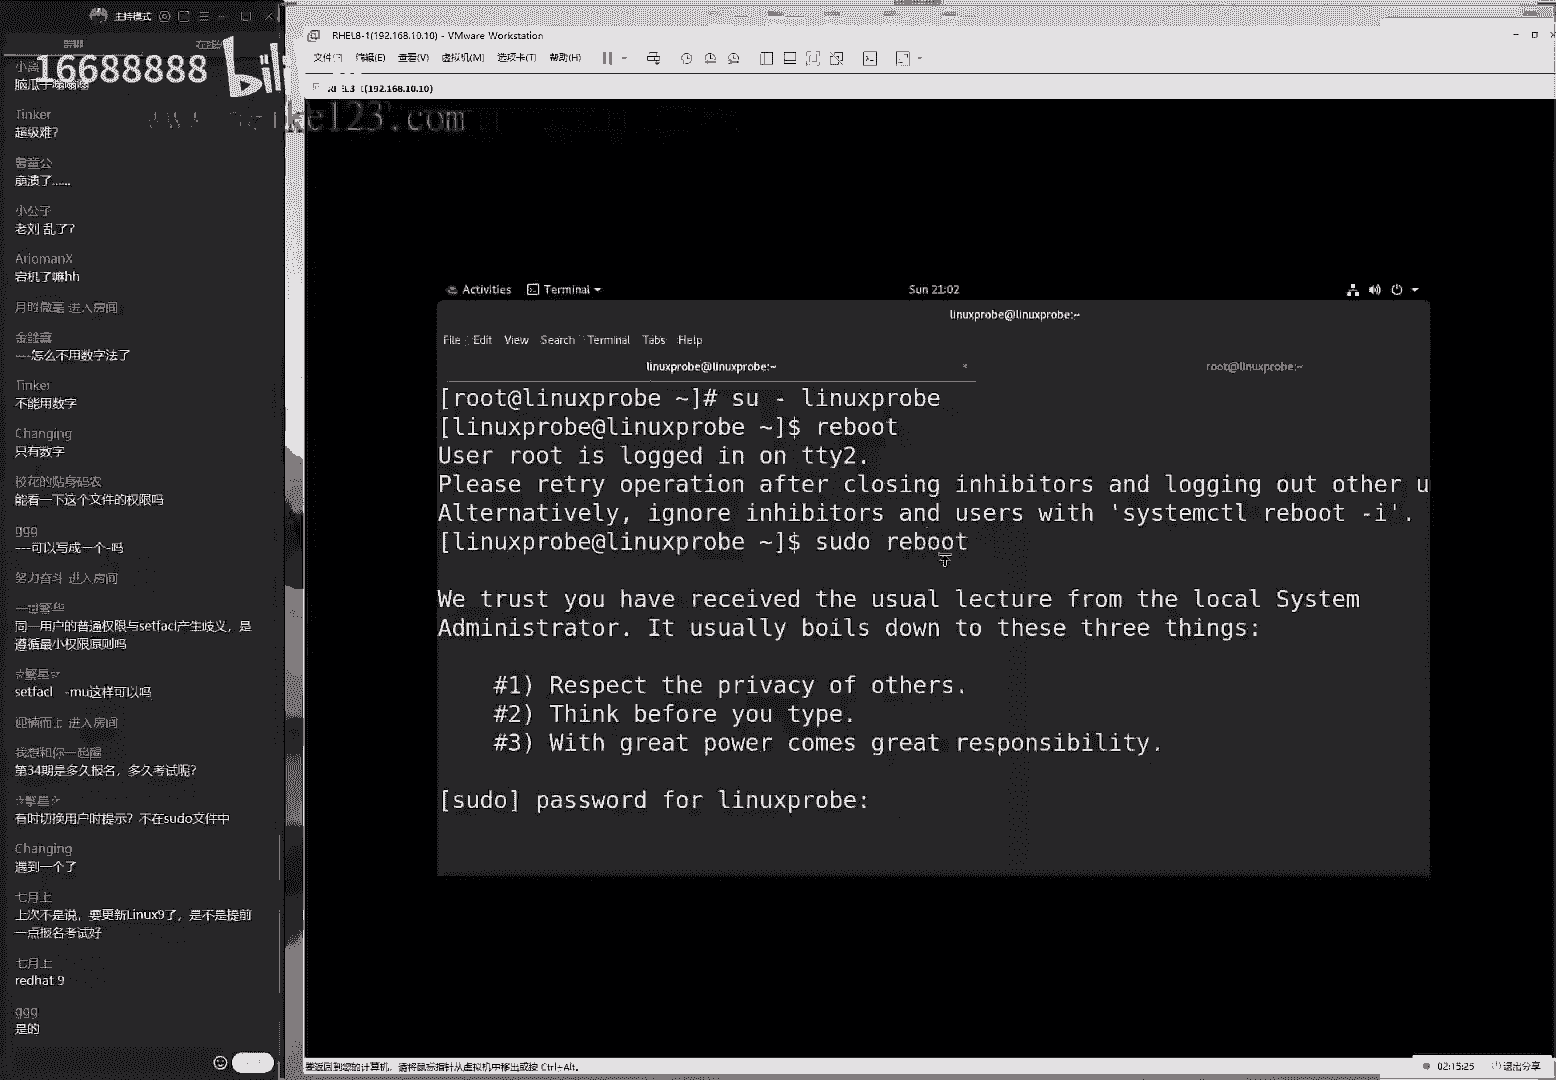 主持模式
16688888 bili
脑瓜子嗡嗡嗡
Tinker
超级难?
崩溃了......
小公子
老刘 乱了?
AriomanX
宕机了嘛hh
月明微毫 进入房间
---怎么不用数字法了
Tinker
不能用数字
Changing
只有数字
校花的贴身码农
能看一下这个文件的权限吗
ggg
---可以写成一个-吗
努力奋斗 进入房间
同一用户的普通权限与setfacl产生歧义，是
遵循最小权限原则吗
☆繁星☆
setfacl -mu这样可以吗
迎楠而上 进入房间
我想和你一起醒
第34期是多久报名，多久考试呢?
☆繁星☆
有时切换用户时提示? 不在sudo文件中
Changing
遇到一个了
七月上
上次不是说，要更新Linux9了，是不是提前
一点报名考试好
七月上
redhat 9
ggg
是的
RHEL8-1(192.168.10.10) - VMware Workstation
文件(F) 编辑(E) 查看(V) 虚拟机(M) 选项卡(T) 帮助(H)
(192.168.10.10)
ke123.com
Activities Terminal Sun 21:02
linuxprobe@linuxprobe:~
File Edit View Search Terminal Tabs Help
linuxprobe@linuxprobe:~ × root@linuxprobe:~
[root@linuxprobe ~]# su - linuxprobe
[linuxprobe@linuxprobe ~]$ reboot
User root is logged in on tty2.
Please retry operation after closing inhibitors and logging out other u
Alternatively, ignore inhibitors and users with 'systemctl reboot -i'.
[linuxprobe@linuxprobe ~]$ sudo reboot
We trust you have received the usual lecture from the local System
Administrator. It usually boils down to these three things:
#1) Respect the privacy of others.
#2) Think before you type.
#3) With great power comes great responsibility.
[sudo] password for linuxprobe:
要返回到您的计算机，请将鼠标指针从虚拟机中移出或按 Ctrl+Alt。
02:15:25 退出分享